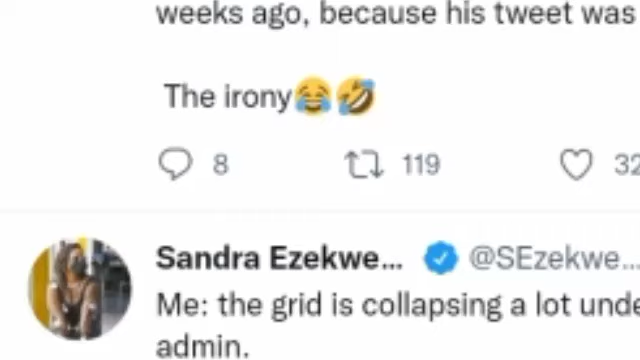 weeks ago, because his tweet was
The irony😂🤣
8 119 32
Sandra Ezekwe... @SEzekwe...
Me: the grid is collapsing a lot unde
admin.